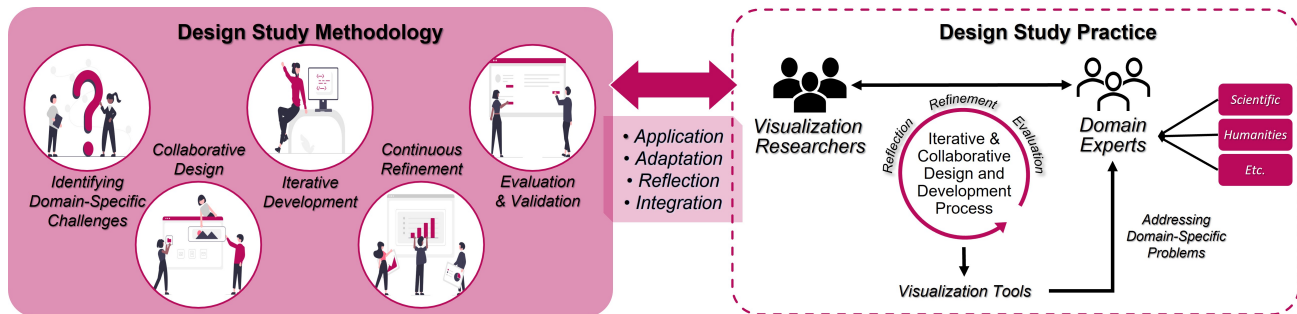 Design Study Methodology
Identifying
Domain-Specific
Challenges
Collaborative
Design
Iterative
Development
Continuous
Refinement
Evaluation
& Validation
• Application
• Adaptation
• Reflection
• Integration
Design Study Practice
Visualization
Researchers
Reflection
Refinement
Evaluation
Iterative &
Collaborative
Design and
Development
Process
Domain
Experts
Scientific
Humanities
Etc.
Addressing
Domain-Specific
Problems
Visualization Tools